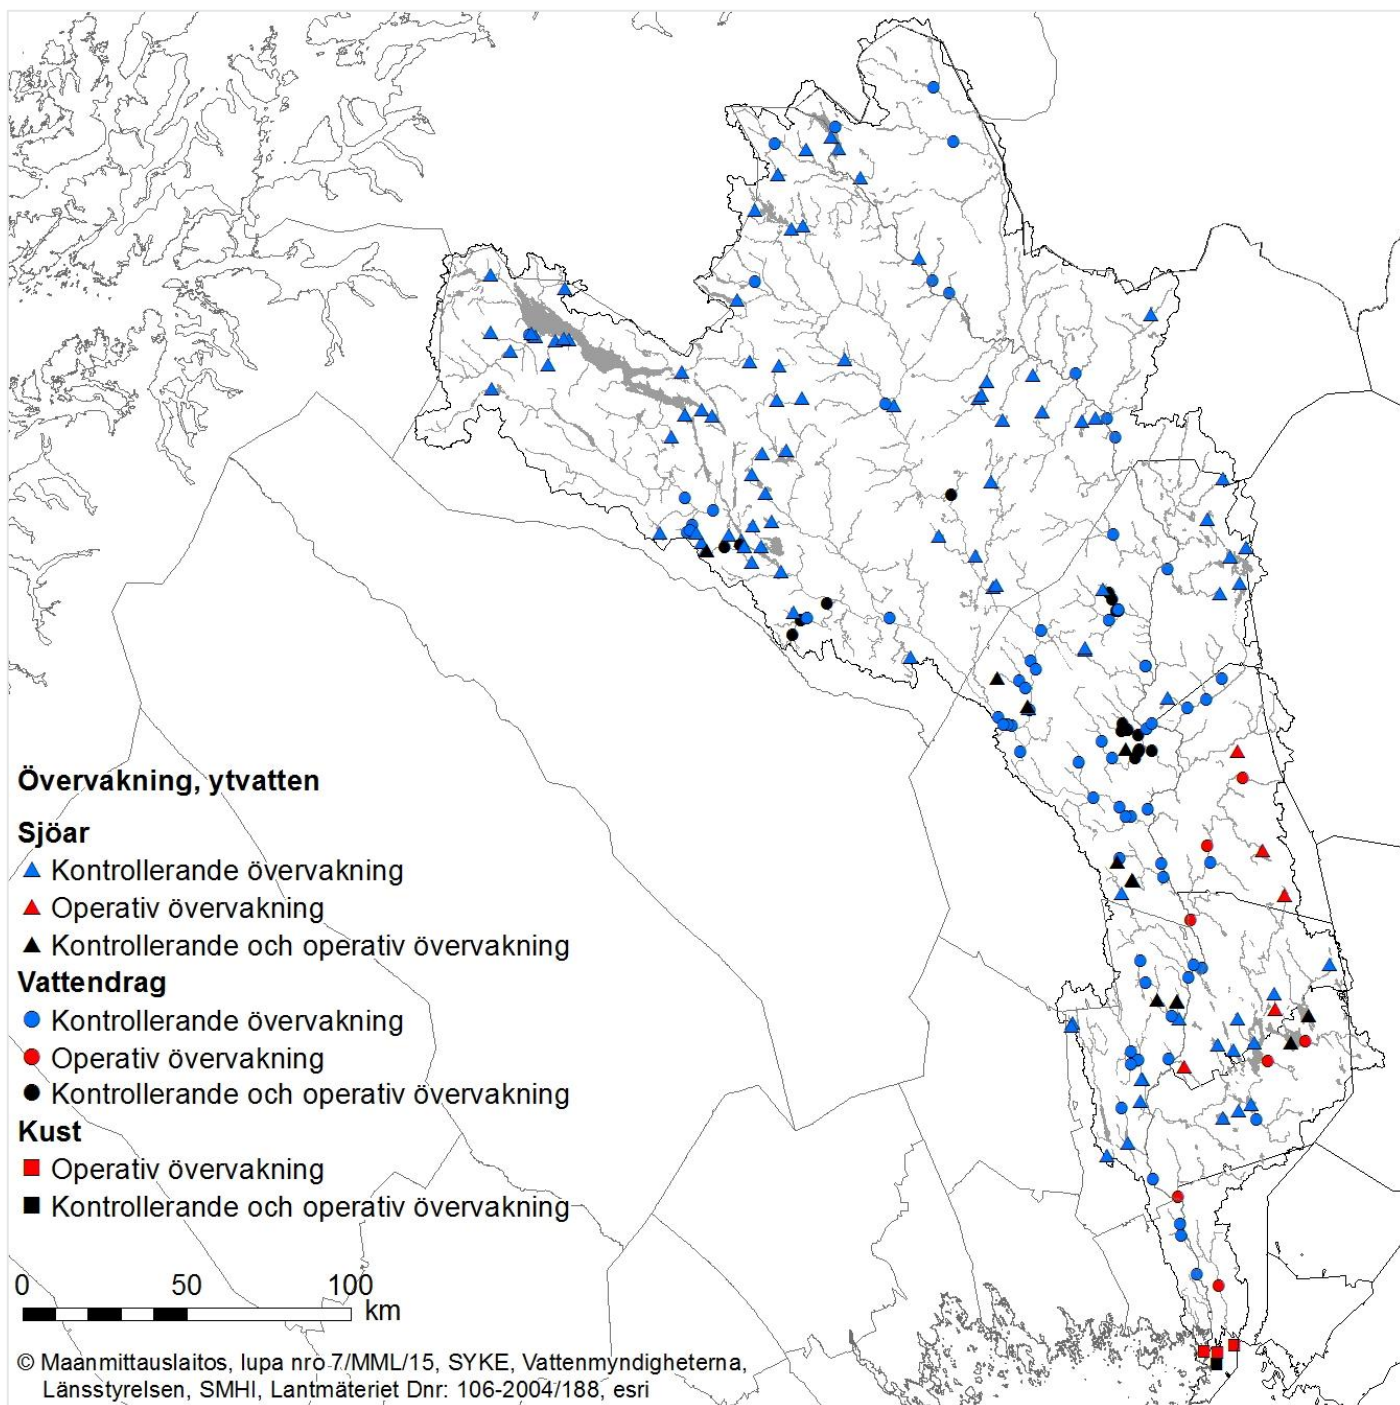 Övervakning, ytvatten
Sjöar
Kontrollerande övervakning
Operativ övervakning
Kontrollerande och operativ övervakning
Vattendrag
Kontrollerande övervakning
Operativ övervakning
Kontrollerande och operativ övervakning
Kust
Operativ övervakning
Kontrollerande och operativ övervakning
0 50 100
km
© Maanmittauslaitos, lupa nro 7/MML/15, SYKE, Vattenmyndigheterna,
Länsstyrelsen, SMHI, Lantmäteriet Dnr: 106-2004/188, esri